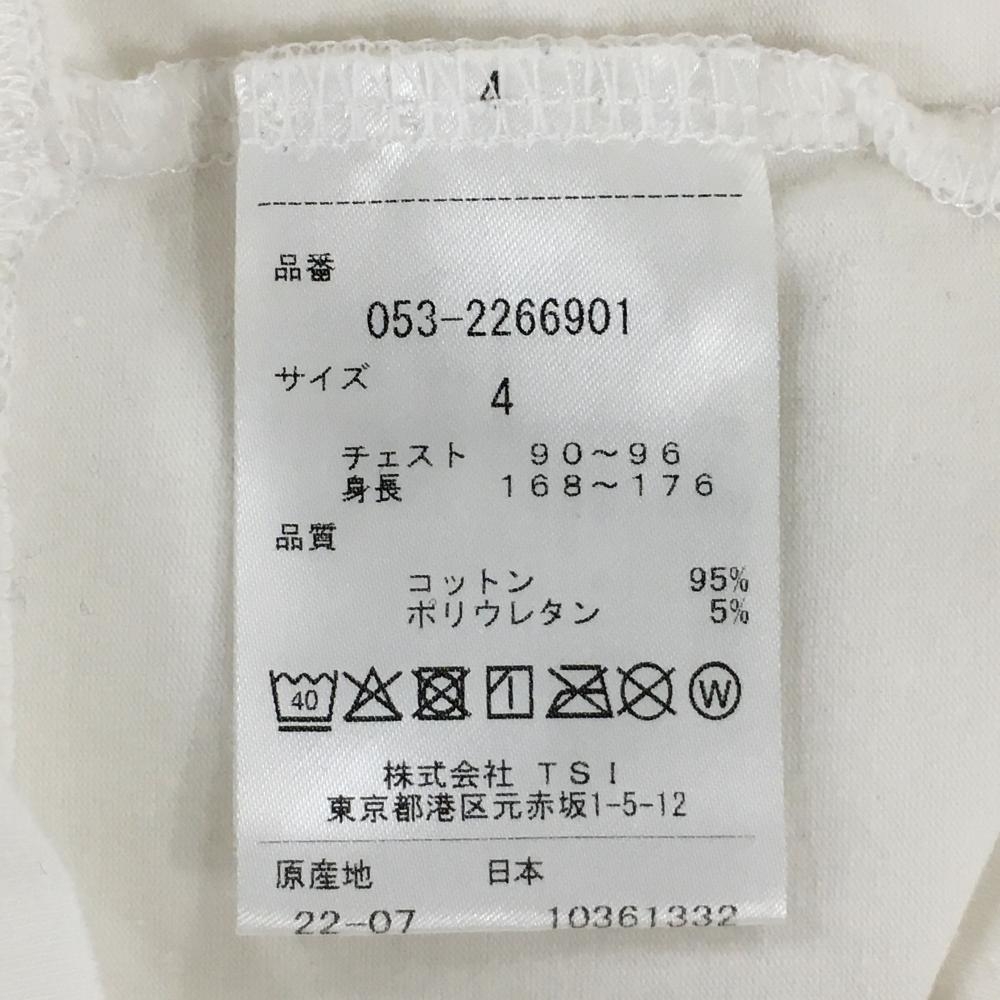 4
品番
053-2266901
サイズ
4
チェスト 90～96
身長 168～176
品質
コットン 95%
ポリウレタン 5%
40 W
株式会社 TSI
東京都港区元赤坂1-5-12
原産地 日本
22-07 10361332